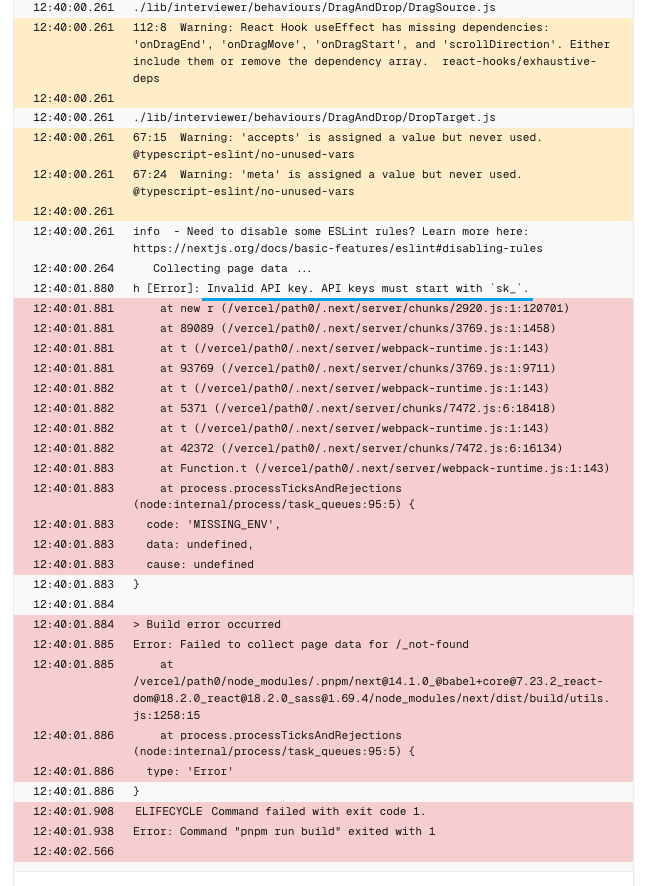 12:40:00.261 ./lib/interviewer/behaviours/DragAndDrop/DragSource.js
12:40:00.261 112:8  Warning: React Hook useEffect has missing dependencies:
'onDragEnd', 'onDragMove', 'onDragStart', and 'scrollDirection'. Either
include them or remove the dependency array.  react-hooks/exhaustive-
deps
12:40:00.261
12:40:00.261 ./lib/interviewer/behaviours/DragAndDrop/DropTarget.js
12:40:00.261 67:15  Warning: 'accepts' is assigned a value but never used.
@typescript-eslint/no-unused-vars
12:40:00.261 67:24  Warning: 'meta' is assigned a value but never used.
@typescript-eslint/no-unused-vars
12:40:00.261
12:40:00.261 info  - Need to disable some ESLint rules? Learn more here:
https://nextjs.org/docs/basic-features/eslint#disabling-rules
12:40:00.264    Collecting page data ...
12:40:01.880 h [Error]: Invalid API key. API keys must start with `sk_`.
12:40:01.881     at new r (/vercel/path0/.next/server/chunks/2920.js:1:120701)
12:40:01.881     at 89089 (/vercel/path0/.next/server/chunks/3769.js:1:1458)
12:40:01.881     at t (/vercel/path0/.next/server/webpack-runtime.js:1:143)
12:40:01.881     at 93769 (/vercel/path0/.next/server/chunks/3769.js:1:9711)
12:40:01.882     at t (/vercel/path0/.next/server/webpack-runtime.js:1:143)
12:40:01.882     at 5371 (/vercel/path0/.next/server/chunks/7472.js:6:18418)
12:40:01.882     at t (/vercel/path0/.next/server/webpack-runtime.js:1:143)
12:40:01.882     at 42372 (/vercel/path0/.next/server/chunks/7472.js:6:16134)
12:40:01.883     at Function.t (/vercel/path0/.next/server/webpack-runtime.js:1:143)
12:40:01.883     at process.processTicksAndRejections
(node:internal/process/task_queues:95:5) {
12:40:01.883   code: 'MISSING_ENV',
12:40:01.883   data: undefined,
12:40:01.883   cause: undefined
12:40:01.883 }
12:40:01.884
12:40:01.884 > Build error occurred
12:40:01.885 Error: Failed to collect page data for /_not-found
12:40:01.885     at
/vercel/path0/node_modules/.pnpm/next@14.1.0_@babel+core@7.23.2_react-
dom@18.2.0_react@18.2.0_sass@1.69.4/node_modules/next/dist/build/utils.
js:1258:15
12:40:01.886     at process.processTicksAndRejections
(node:internal/process/task_queues:95:5) {
12:40:01.886   type: 'Error'
12:40:01.886 }
12:40:01.908 ELIFECYCLE Command failed with exit code 1.
12:40:01.938 Error: Command "pnpm run build" exited with 1
12:40:02.566